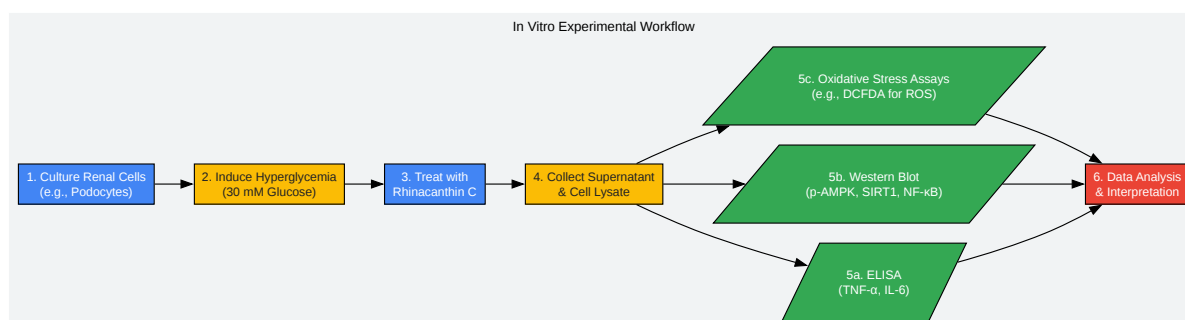 In Vitro Experimental Workflow
1. Culture Renal Cells
(e.g., Podocytes)
2. Induce Hyperglycemia
(30 mM Glucose)
3. Treat with
Rhinacanthin C
4. Collect Supernatant
& Cell Lysate
5c. Oxidative Stress Assays
(e.g., DCFDA for ROS)
5b. Western Blot
(p-AMPK, SIRT1, NF-κB)
5a. ELISA
(TNF-α, IL-6)
6. Data Analysis
& Interpretation